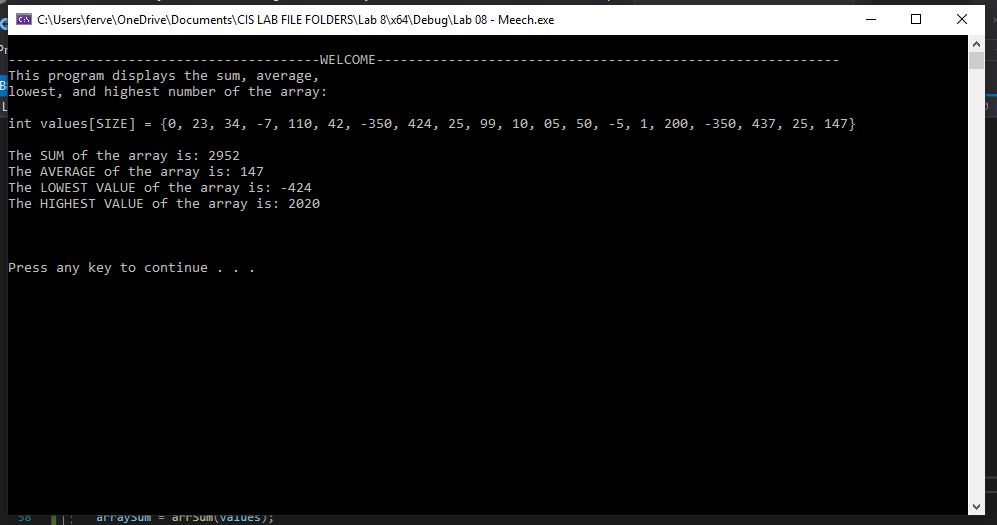 C:\Users\ferve\OneDrive\Documents\CIS LAB FILE FOLDERS\Lab 8\x64\Debug\Lab 08 - Meech.exe
---------------------------------------WELCOME----------------------------------------------------------
This program displays the sum, average,
lowest, and highest number of the array:
int values[SIZE] = {0, 23, 34, -7, 110, 42, -350, 424, 25, 99, 10, 05, 50, -5, 1, 200, -350, 437, 25, 147}
The SUM of the array is: 2952
The AVERAGE of the array is: 147
The LOWEST VALUE of the array is: -424
The HIGHEST VALUE of the array is: 2020
Press any key to continue . . .
58 arraySum = arrSum(values);